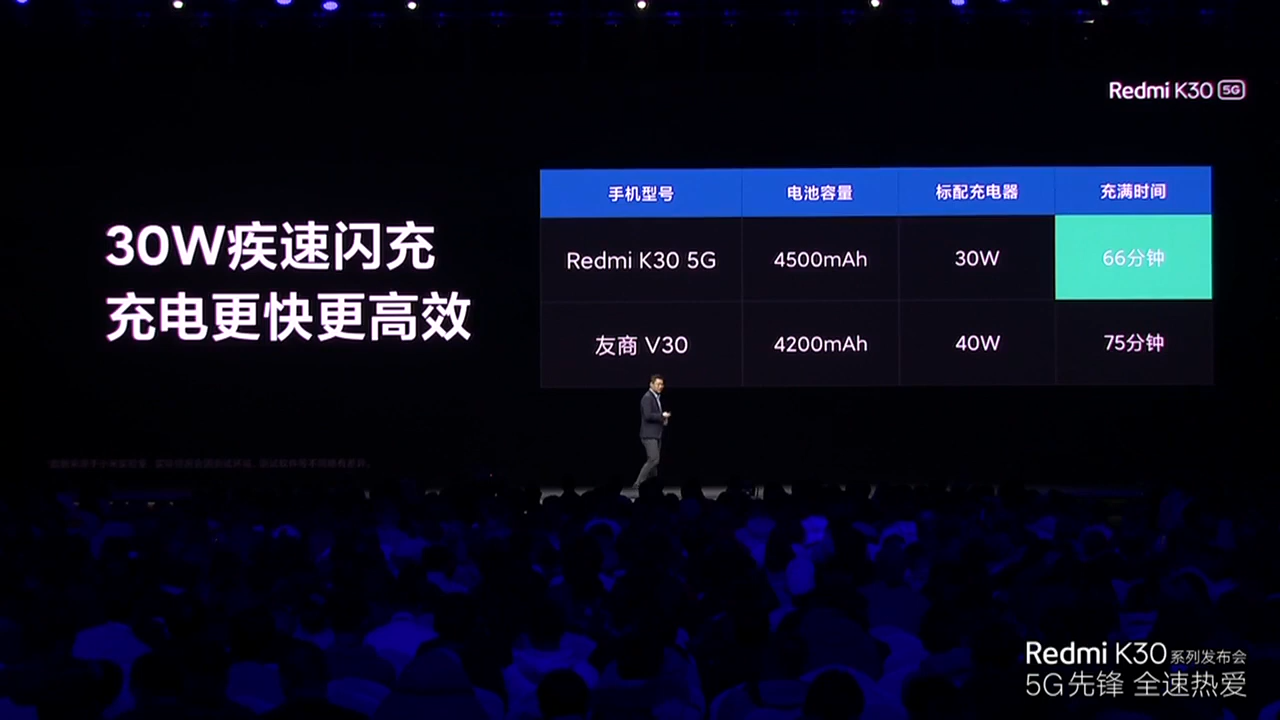 Redmi K30 5G
30W疾速闪充
充电更快更高效
手机型号 电池容量 标配充电器 充满时间
Redmi K30 5G 4500mAh 30W 66分钟
友商 V30 4200mAh 40W 75分钟
Redmi K30 系列发布会
5G先锋 全速热爱